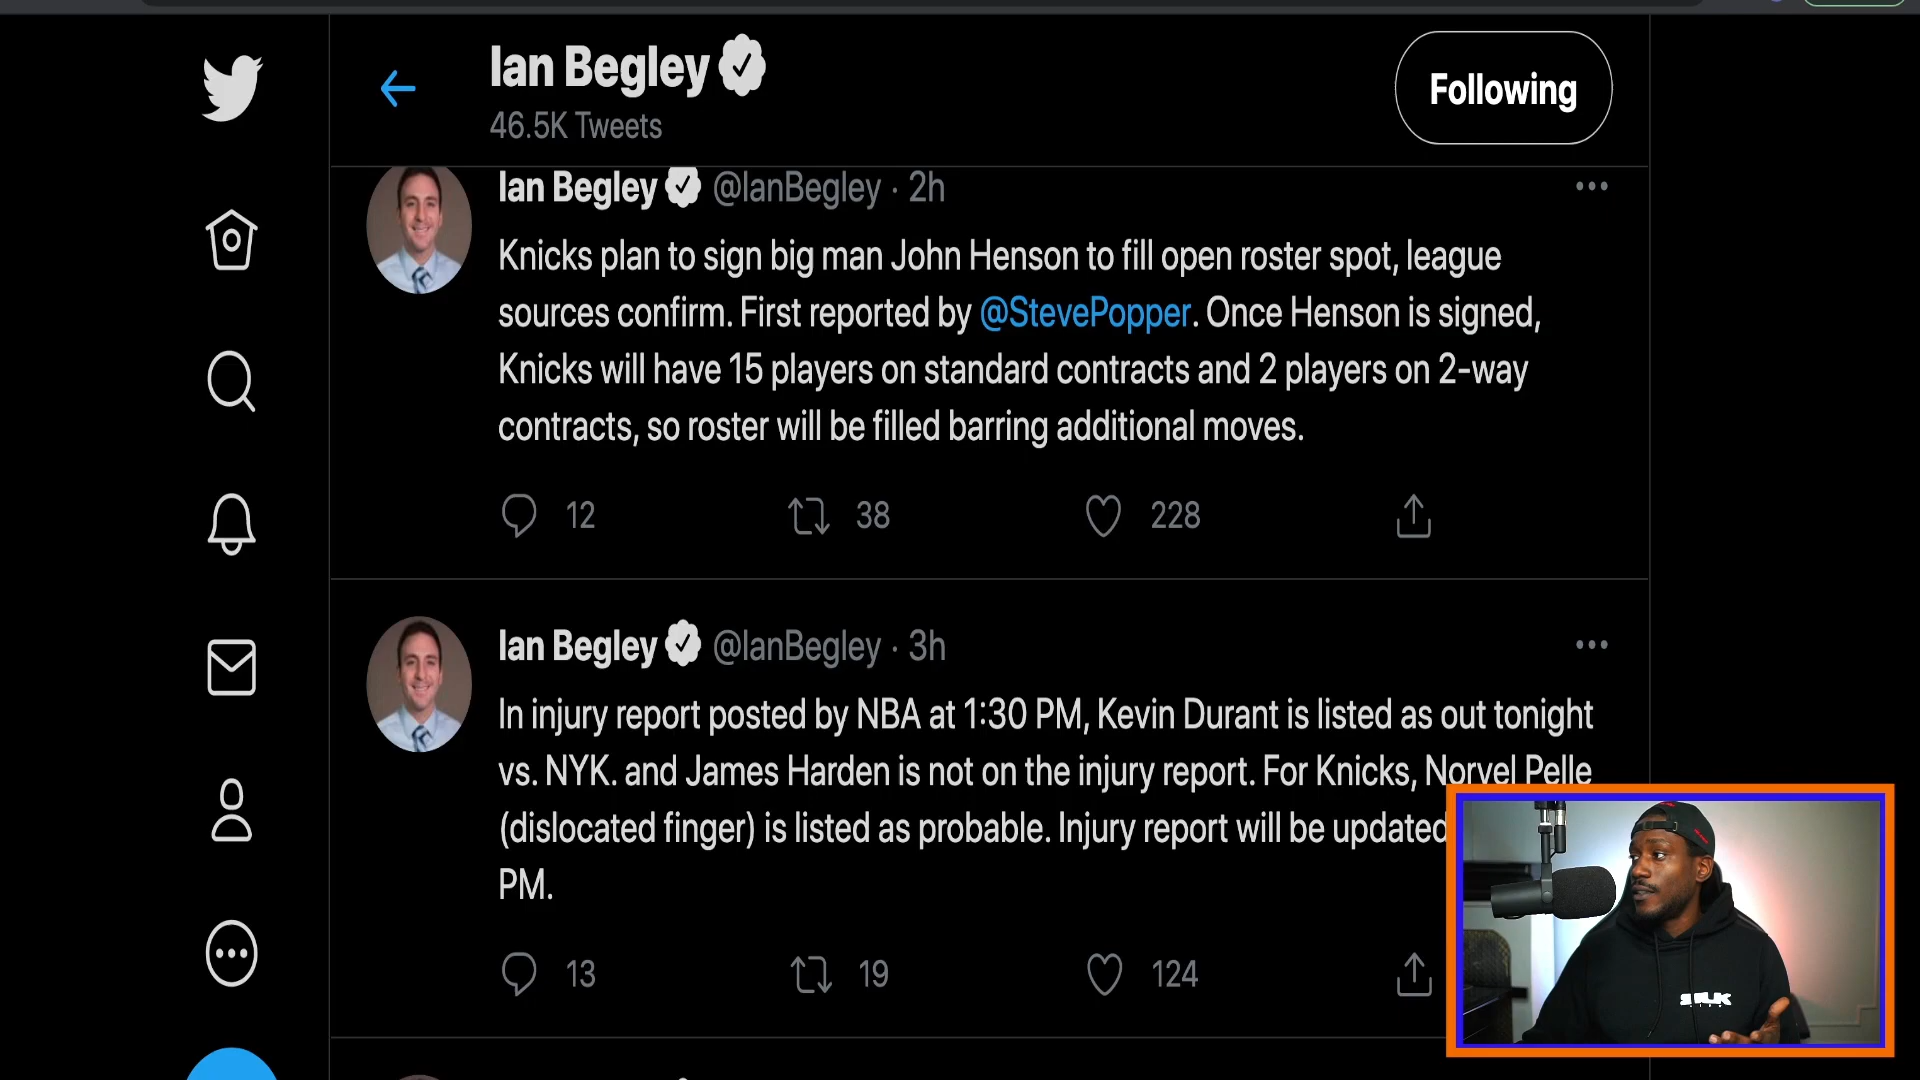 Ian Begley
46.5K Tweets
Following
Ian Begley @IanBegley · 2h
Knicks plan to sign big man John Henson to fill open roster spot, league
sources confirm. First reported by @StevePopper. Once Henson is signed,
Knicks will have 15 players on standard contracts and 2 players on 2-way
contracts, so roster will be filled barring additional moves.
12 38 228
Ian Begley @IanBegley · 3h
In injury report posted by NBA at 1:30 PM, Kevin Durant is listed as out tonight
vs. NYK. and James Harden is not on the injury report. For Knicks, Norvel Pelle
(dislocated finger) is listed as probable. Injury report will be updated
PM.
13 19 124